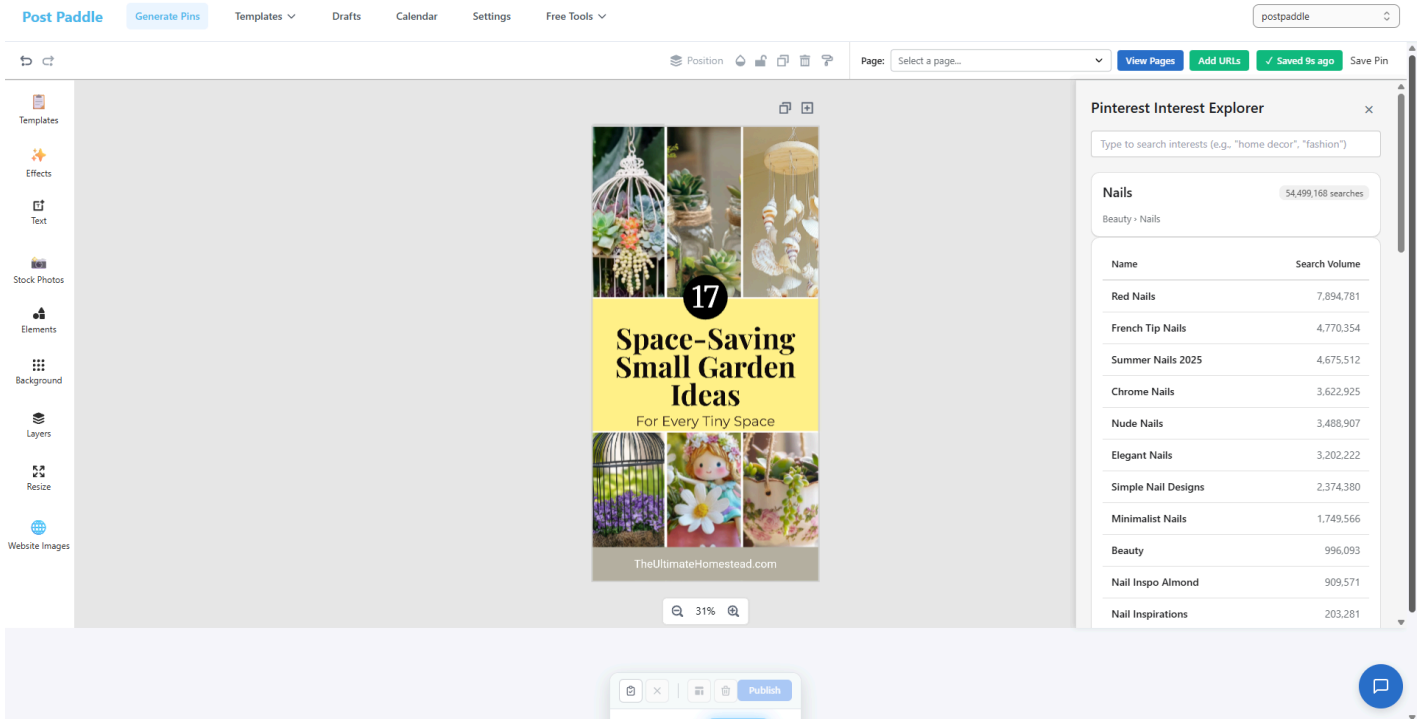 Post Paddle
Generate Pins
Templates
Drafts
Calendar
Settings
Free Tools
postpaddle
Position
Page:
Select a page...
View Pages
Add URLs
✓ Saved 9s ago
Save Pin
Templates
Effects
Text
Stock Photos
Elements
Background
Layers
Resize
Website Images
17
Space-Saving
Small Garden
Ideas
For Every Tiny Space
TheUltimateHomestead.com
31%
Pinterest Interest Explorer
Type to search interests (e.g., "home decor", "fashion")
Nails 54,499,168 searches
Beauty › Nails
Name Search Volume
Red Nails 7,894,781
French Tip Nails 4,770,354
Summer Nails 2025 4,675,512
Chrome Nails 3,622,925
Nude Nails 3,488,907
Elegant Nails 3,202,222
Simple Nail Designs 2,374,380
Minimalist Nails 1,749,566
Beauty 996,093
Nail Inspo Almond 909,571
Nail Inspirations 203,281
Publish